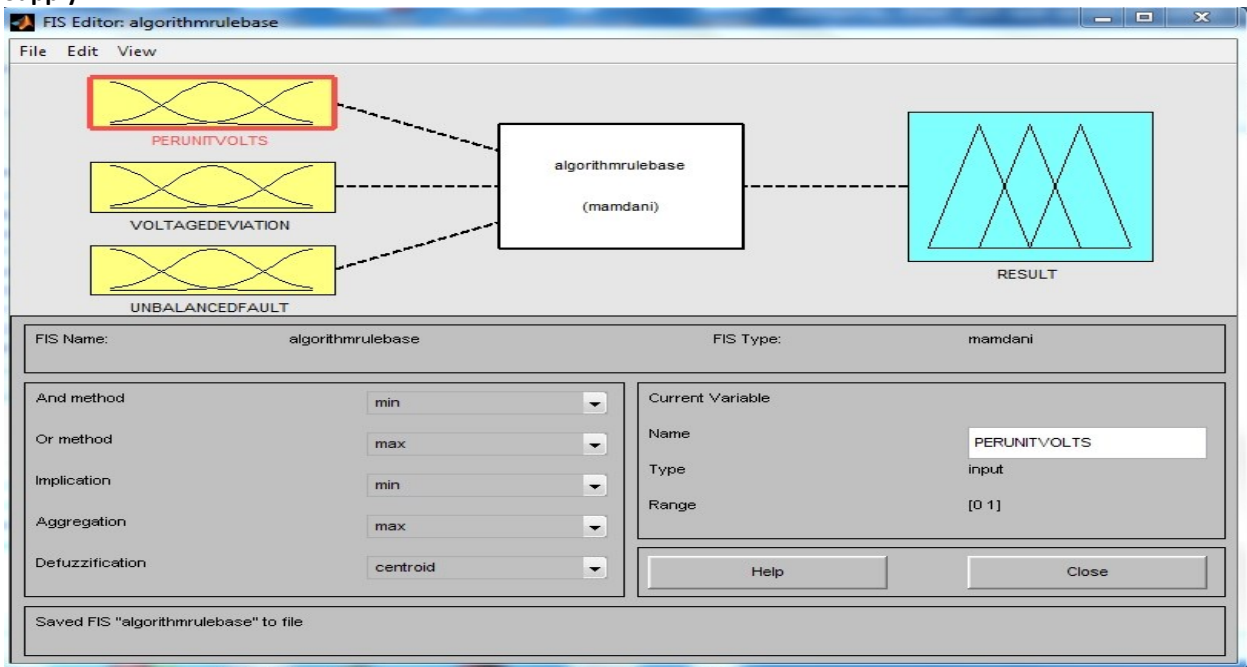 supply
FIS Editor: algorithmrulebase
File Edit View
PERUNITVOLTS
VOLTAGEDEVIATION
UNBALANCEDFAULT
algorithmrulebase
(mamdani)
RESULT
FIS Name: algorithmrulebase FIS Type: mamdani
And method min
Or method max
Implication min
Aggregation max
Defuzzification centroid
Current Variable
Name PERUNITVOLTS
Type input
Range [0 1]
Help Close
Saved FIS "algorithmrulebase" to file